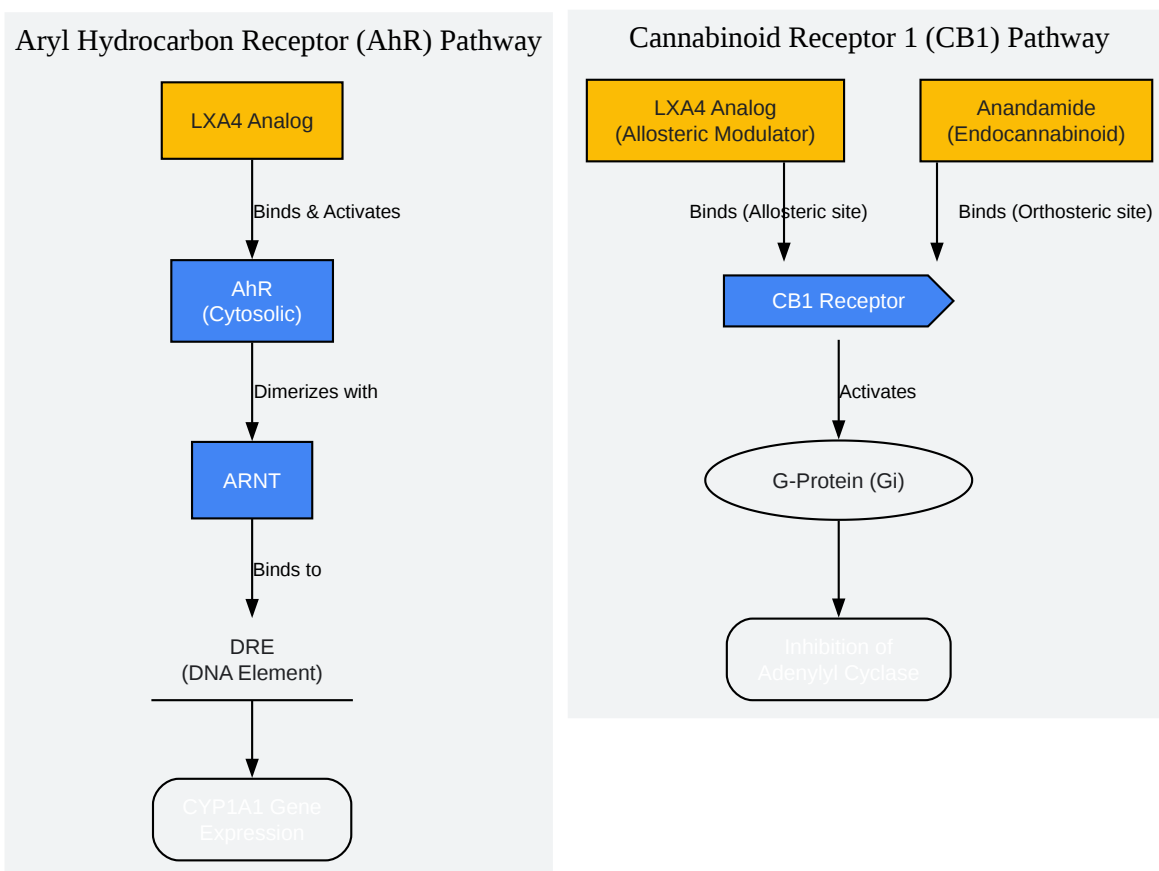 Aryl Hydrocarbon Receptor (AhR) Pathway
LXA4 Analog
Binds & Activates
AhR
(Cytosolic)
Dimerizes with
ARNT
Binds to
DRE
(DNA Element)
CYP1A1 Gene
Expression
Cannabinoid Receptor 1 (CB1) Pathway
LXA4 Analog
(Allosteric Modulator)
Anandamide
(Endocannabinoid)
Binds (Allosteric site)
Binds (Orthosteric site)
CB1 Receptor
Activates
G-Protein (Gi)
Inhibition of
Adenylyl Cyclase